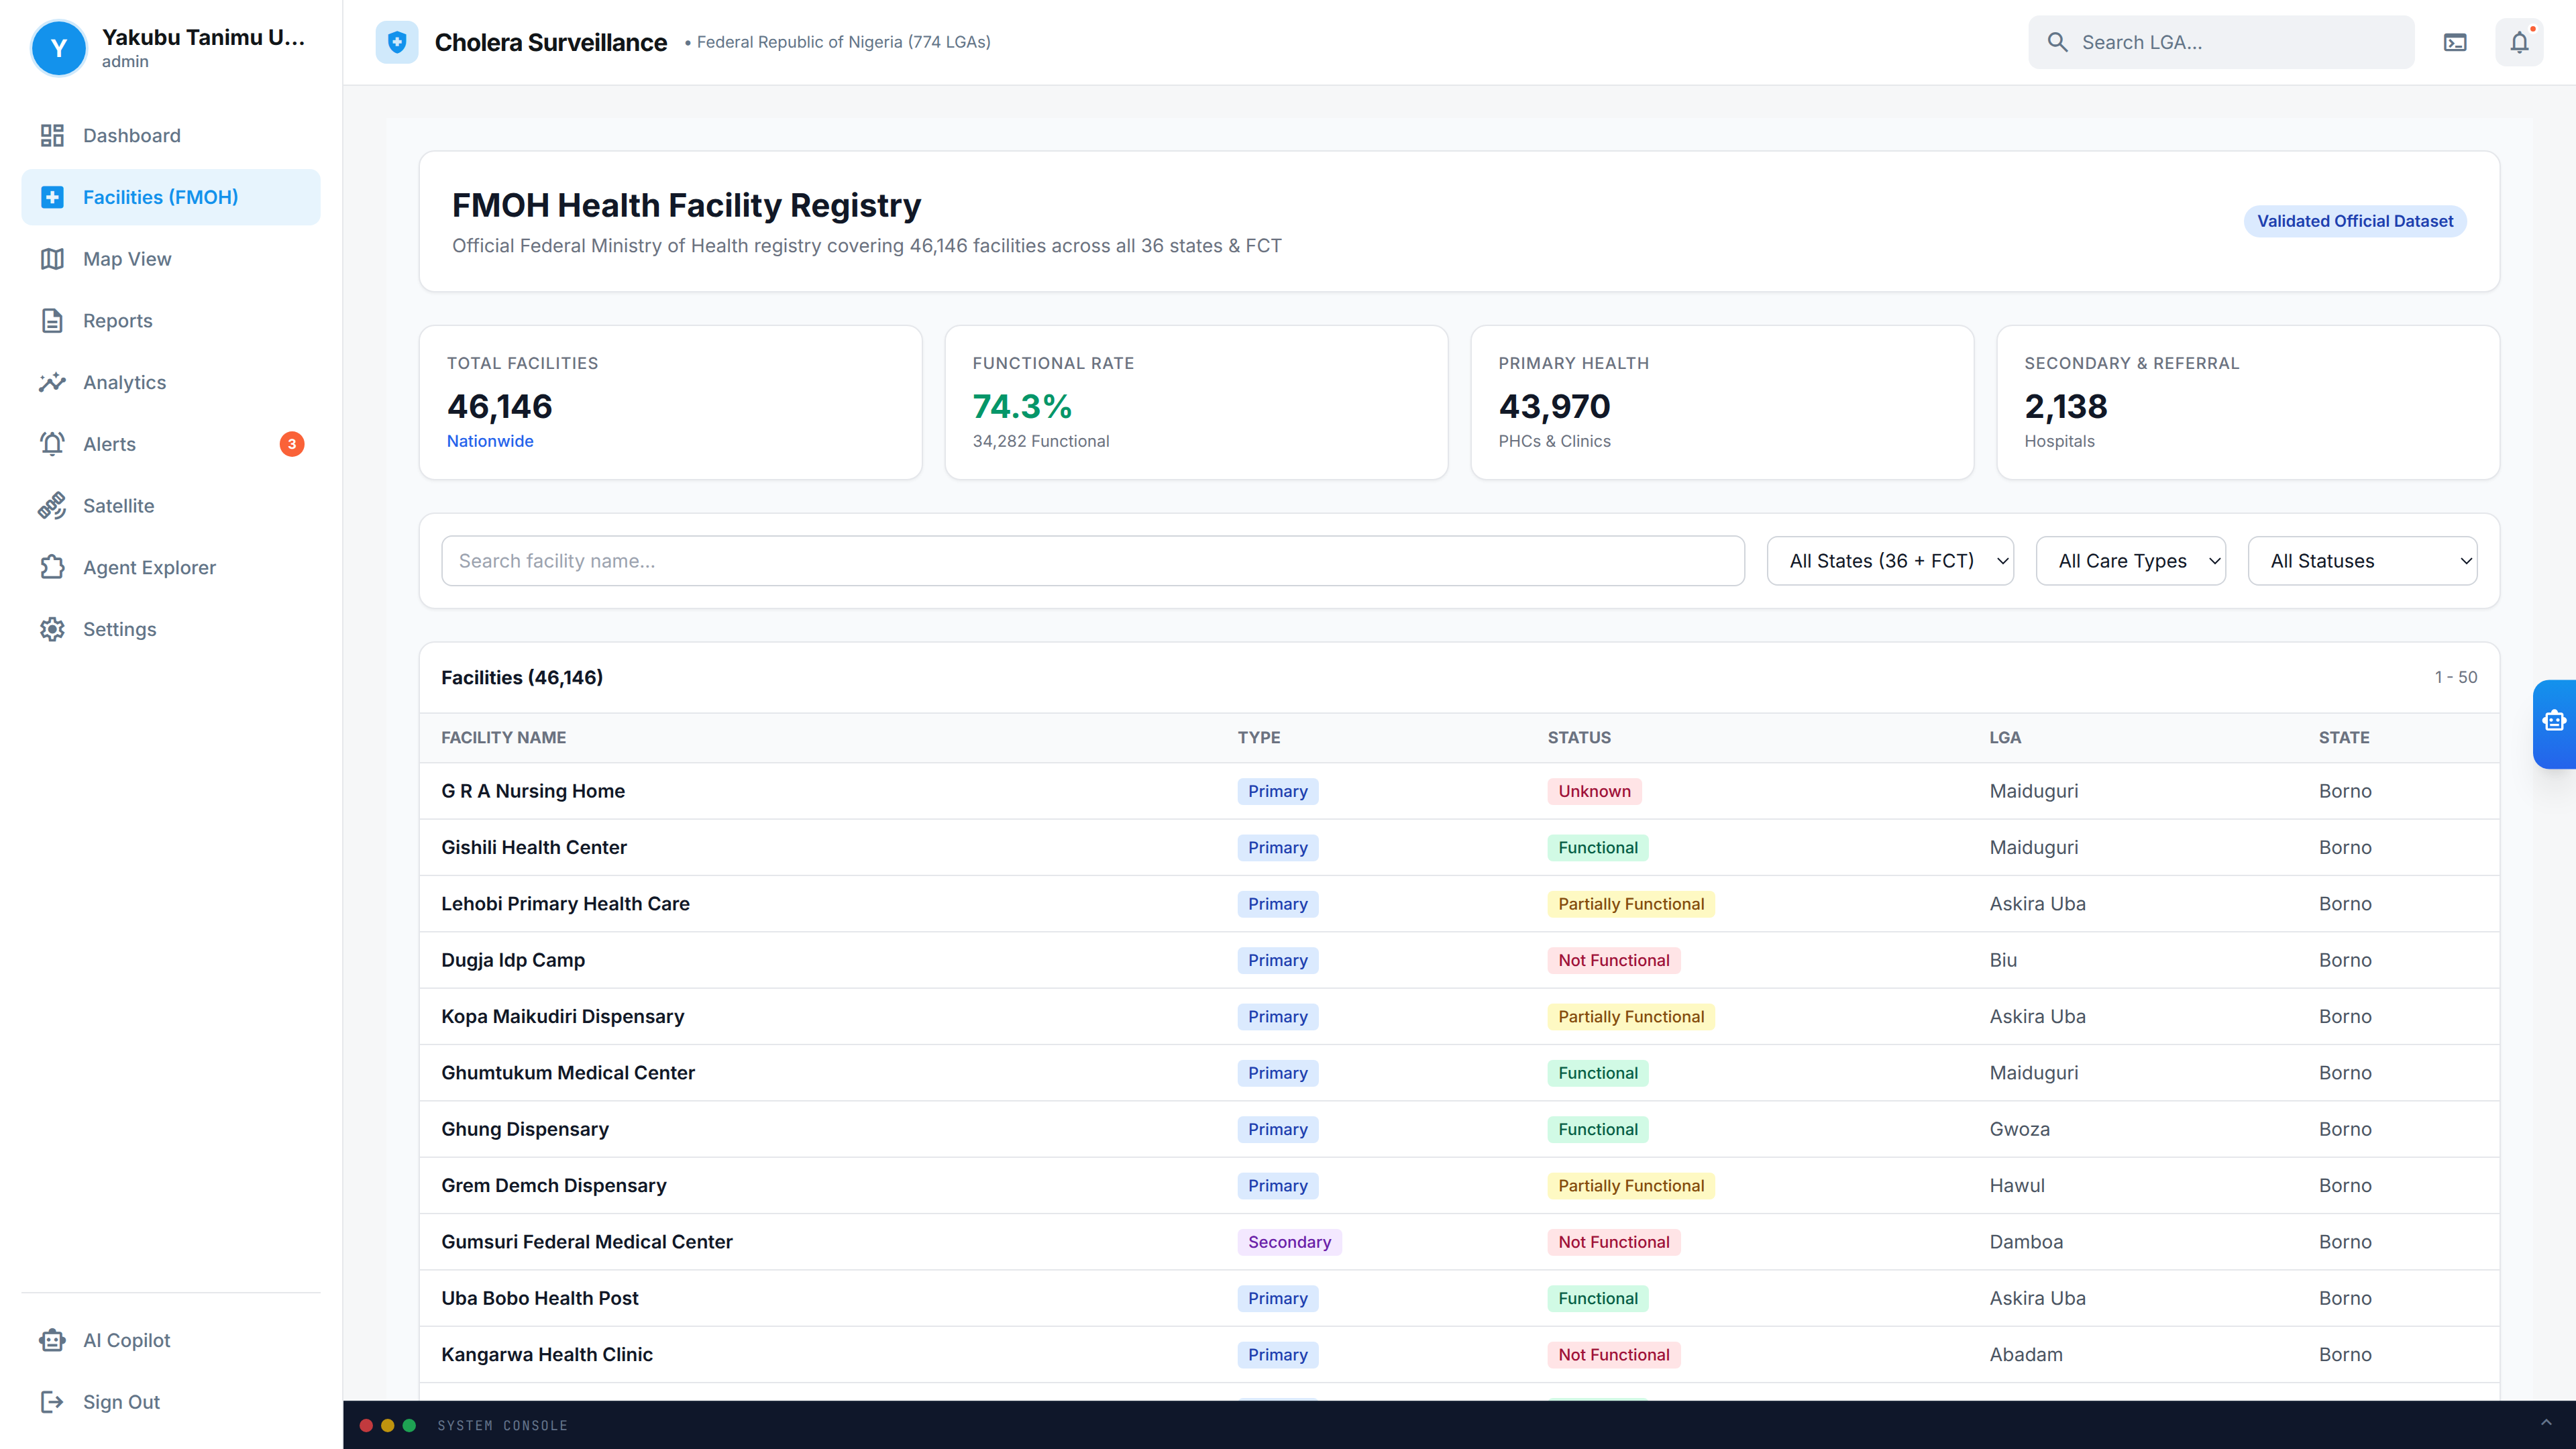 Y
Yakubu Tanimu U...
admin
Dashboard
Facilities (FMOH)
Map View
Reports
Analytics
Alerts 3
Satellite
Agent Explorer
Settings
AI Copilot
Sign Out
Cholera Surveillance • Federal Republic of Nigeria (774 LGAs)
Search LGA...
FMOH Health Facility Registry
Official Federal Ministry of Health registry covering 46,146 facilities across all 36 states & FCT
Validated Official Dataset
TOTAL FACILITIES
46,146
Nationwide
FUNCTIONAL RATE
74.3%
34,282 Functional
PRIMARY HEALTH
43,970
PHCs & Clinics
SECONDARY & REFERRAL
2,138
Hospitals
Search facility name... All States (36 + FCT) All Care Types All Statuses
Facilities (46,146) 1 - 50
FACILITY NAME TYPE STATUS LGA STATE
G R A Nursing Home Primary Unknown Maiduguri Borno
Gishili Health Center Primary Functional Maiduguri Borno
Lehobi Primary Health Care Primary Partially Functional Askira Uba Borno
Dugja Idp Camp Primary Not Functional Biu Borno
Kopa Maikudiri Dispensary Primary Partially Functional Askira Uba Borno
Ghumtukum Medical Center Primary Functional Maiduguri Borno
Ghung Dispensary Primary Functional Gwoza Borno
Grem Demch Dispensary Primary Partially Functional Hawul Borno
Gumsuri Federal Medical Center Secondary Not Functional Damboa Borno
Uba Bobo Health Post Primary Functional Askira Uba Borno
Kangarwa Health Clinic Primary Not Functional Abadam Borno
SYSTEM CONSOLE